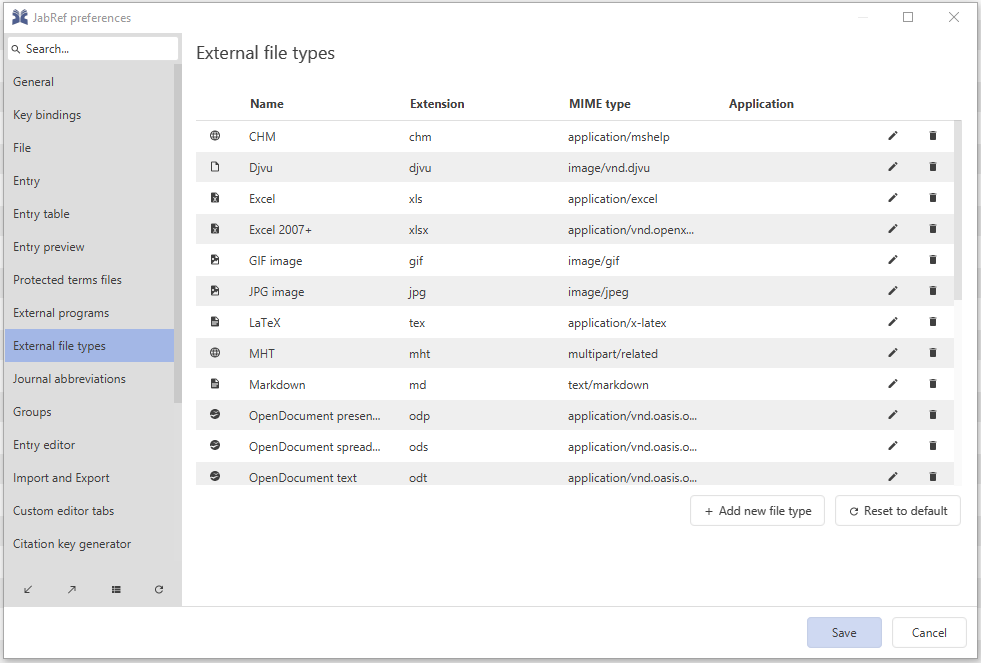 JabRef preferences
Search...
General
Key bindings
File
Entry
Entry table
Entry preview
Protected terms files
External programs
External file types
Journal abbreviations
Groups
Entry editor
Import and Export
Custom editor tabs
Citation key generator
External file types
Name Extension MIME type Application
CHM chm application/mshelp
Djvu djvu image/vnd.djvu
Excel xls application/excel
Excel 2007+ xlsx application/vnd.openx...
GIF image gif image/gif
JPG image jpg image/jpeg
LaTeX tex application/x-latex
MHT mht multipart/related
Markdown md text/markdown
OpenDocument presen... odp application/vnd.oasis.o...
OpenDocument spread... ods application/vnd.oasis.o...
OpenDocument text odt application/vnd.oasis.o...
+ Add new file type Reset to default
Save Cancel